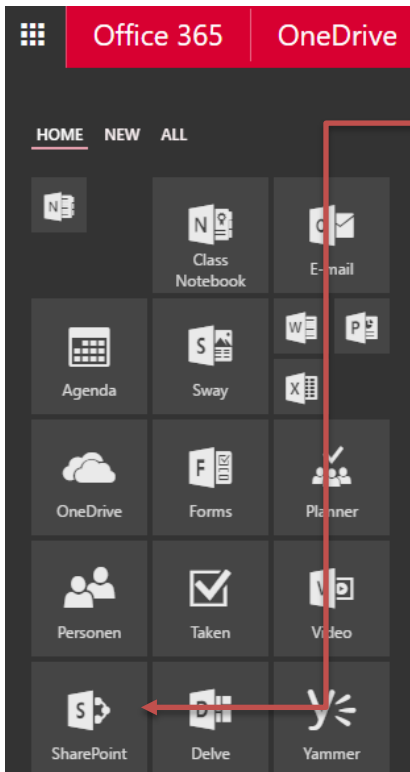 Office 365 OneDrive
HOME NEW ALL
N
N
Class
Notebook
E-mail
Agenda
S
Sway
W P
X
OneDrive
F
Forms
Planner
Personen
Taken
V
Video
S
SharePoint
D
Delve
Yammer